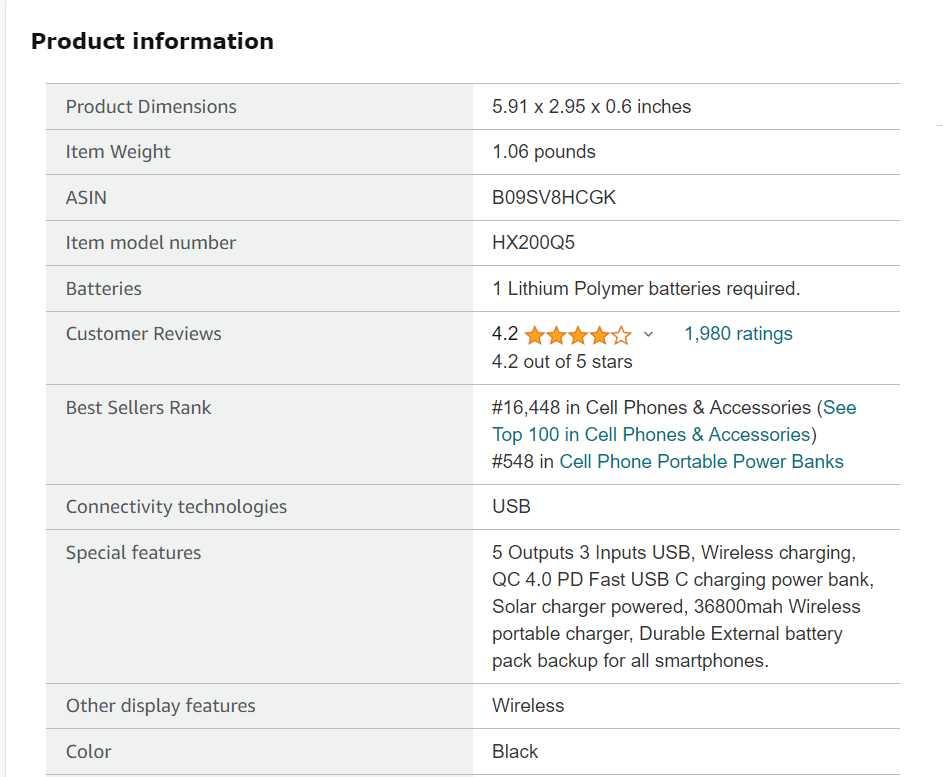 Product information
Product Dimensions 5.91 x 2.95 x 0.6 inches
Item Weight 1.06 pounds
ASIN B09SV8HCGK
Item model number HX200Q5
Batteries 1 Lithium Polymer batteries required.
Customer Reviews 4.2 1,980 ratings
4.2 out of 5 stars
Best Sellers Rank #16,448 in Cell Phones & Accessories (See
Top 100 in Cell Phones & Accessories)
#548 in Cell Phone Portable Power Banks
Connectivity technologies USB
Special features 5 Outputs 3 Inputs USB, Wireless charging,
QC 4.0 PD Fast USB C charging power bank,
Solar charger powered, 36800mah Wireless
portable charger, Durable External battery
pack backup for all smartphones.
Other display features Wireless
Color Black